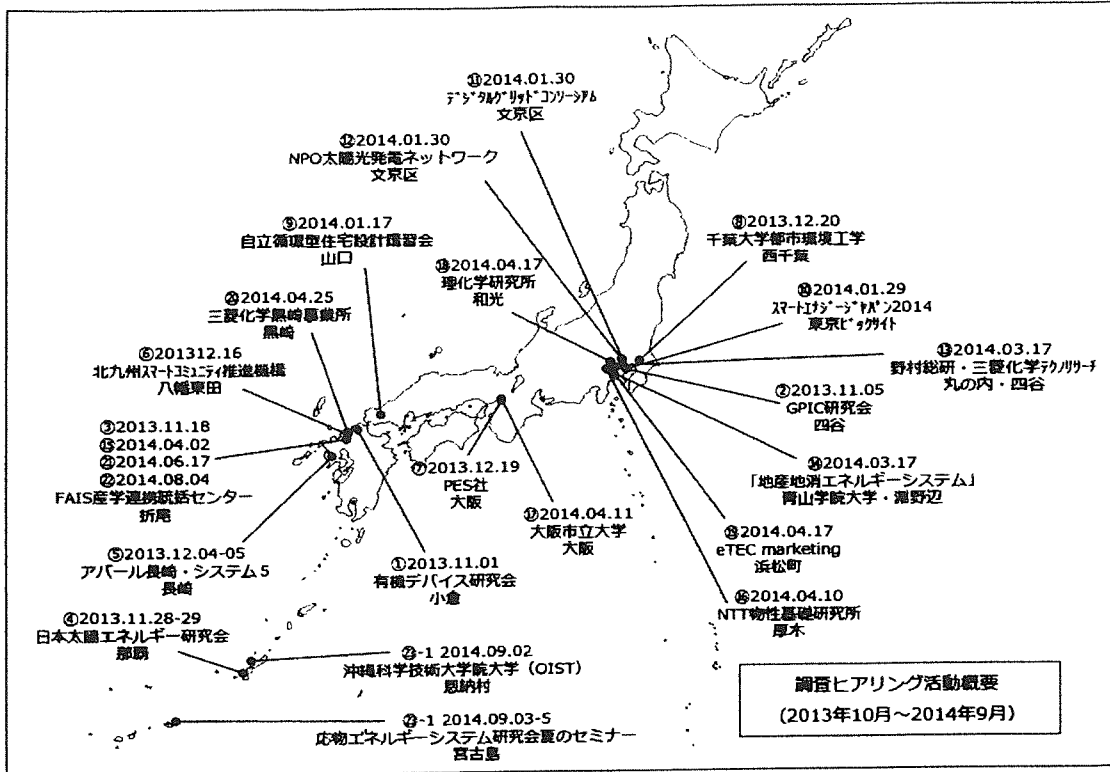 ⑪2014.01.30
ﾃﾞｼﾞﾀﾙｸﾞﾘｯﾄﾞｺﾝｿｰｼｱﾑ
文京区
⑫2014.01.30
NPO太陽光発電ネットワーク
文京区
⑨2014.01.17
自立循環型住宅設計講習会
山口
⑱2014.04.17
理化学研究所
和光
⑧2013.12.20
千葉大学都市環境工学
西千葉
⑩2014.01.29
ｽﾏｰﾄｴﾅｼﾞｰｼﾞｬﾊﾟﾝ2014
東京ビックサイト
⑳2014.04.25
三菱化学黒崎事業所
黒崎
⑥201312.16
北九州ｽﾏｰﾄｺﾐｭﾆﾃｨ推進機構
八幡東田
⑬2014.03.17
野村総研・三菱化学ﾃｸﾉﾘｻｰﾁ
丸の内・四谷
②2013.11.05
GPIC研究会
四谷
③2013.11.18
⑮2014.04.02
㉑2014.06.17
㉒2014.08.04
FAIS産学連携統括センター
折尾
⑦2013.12.19
PES社
大阪
⑰2014.04.11
大阪市立大学
大阪
⑭2014.03.17
「地産地消エネルギーシステム」
青山学院大学・淵野辺
⑤2013.12.04-05
アバール長崎・システム５
長崎
①2013.11.01
有機デバイス研究会
小倉
⑲2014.04.17
eTEC marketing
浜松町
⑯2014.04.10
NTT物性基礎研究所
厚木
④2013.11.28-29
日本太陽エネルギー研究会
那覇
㉓-1 2014.09.02
沖縄科学技術大学院大学（OIST）
恩納村
㉓-1 2014.09.03-5
応物エネルギーシステム研究会夏のセミナー
宮古島
調査ヒアリング活動概要
（2013年10月～2014年9月）